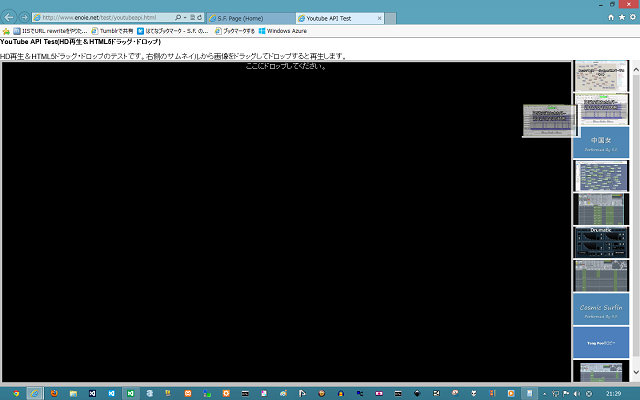 http://www.enoie.net/test/youtubeapi.html
S.F. Page (Home)
YouTube API Test
IISでURL rewriteをやりた...
Tumblrで共有
はてなブックマーク - S.F. の...
ブックマークする
Windows Azure
YouTube API Test(HD再生＆HTML5ドラッグ・ドロップ)
HD再生＆HTML5ドラッグ・ドロップのテストです。右側のサムネイルから画像をドラッグしてドロップすると再生します。
ここにドロップしてください。
中国女
Performed By S.F.
Drumatic
Cosmic Surfin
Performed By S.F.
Tong Poo
21:29